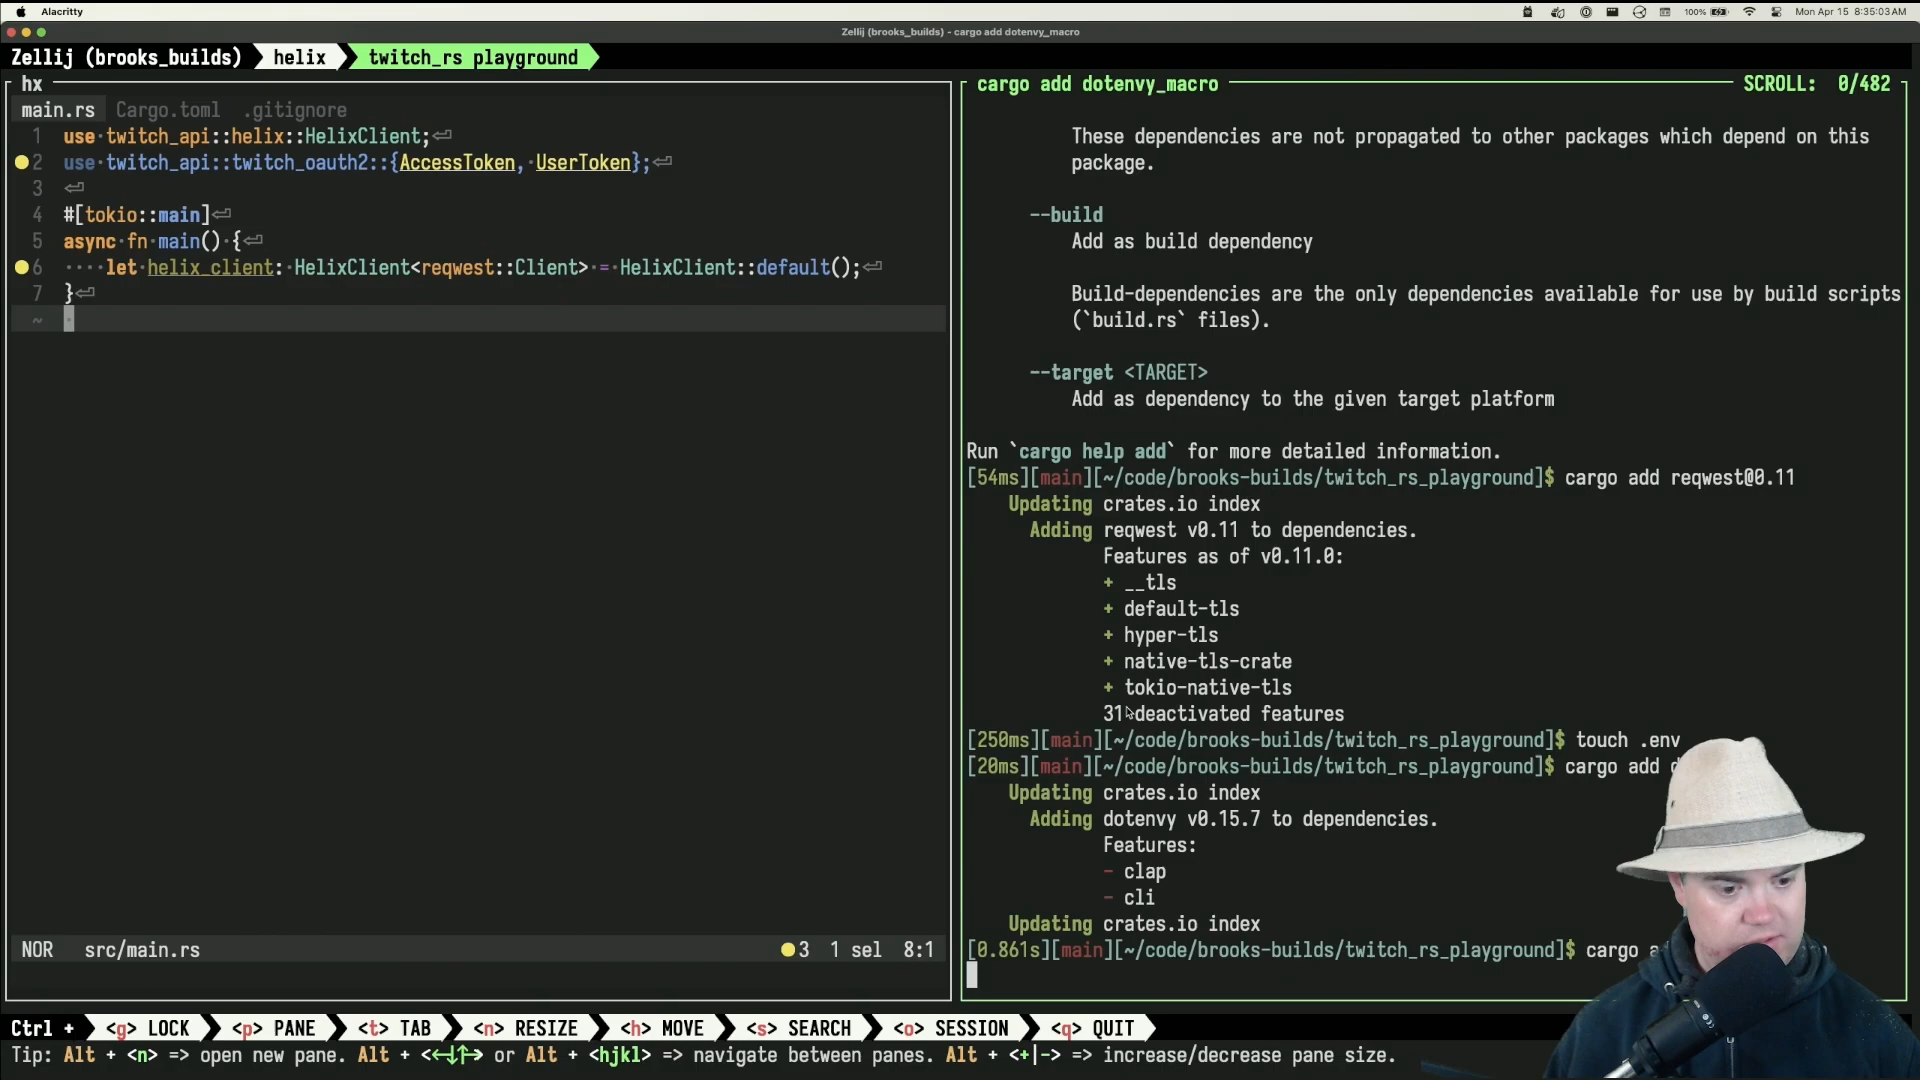 Alacritty
100%
Mon Apr 15 8:35:03 AM
Zellij (brooks_builds) - cargo add dotenvy_macro
Zellij (brooks_builds) helix twitch_rs playground
hx
main.rs Cargo.toml .gitignore
1 use·twitch_api::helix::HelixClient;⏎
2 use·twitch_api::twitch_oauth2::{AccessToken,·UserToken};⏎
3 ⏎
4 #[tokio::main]⏎
5 async·fn·main()·{⏎
6 ····let·helix_client:·HelixClient<reqwest::Client>·=·HelixClient::default();⏎
7 }⏎
~
NOR src/main.rs 3 1 sel 8:1
cargo add dotenvy_macro SCROLL: 0/482
These dependencies are not propagated to other packages which depend on this
package.
--build
Add as build dependency
Build-dependencies are the only dependencies available for use by build scripts
(`build.rs` files).
--target <TARGET>
Add as dependency to the given target platform
Run `cargo help add` for more detailed information.
[54ms][main][~/code/brooks-builds/twitch_rs_playground]$ cargo add reqwest@0.11
Updating crates.io index
Adding reqwest v0.11 to dependencies.
Features as of v0.11.0:
+ __tls
+ default-tls
+ hyper-tls
+ native-tls-crate
+ tokio-native-tls
31 deactivated features
[250ms][main][~/code/brooks-builds/twitch_rs_playground]$ touch .env
[20ms][main][~/code/brooks-builds/twitch_rs_playground]$ cargo add
Updating crates.io index
Adding dotenvy v0.15.7 to dependencies.
Features:
- clap
- cli
Updating crates.io index
[0.861s][main][~/code/brooks-builds/twitch_rs_playground]$ cargo
Ctrl + <g> LOCK <p> PANE <t> TAB <n> RESIZE <h> MOVE <s> SEARCH <o> SESSION <q> QUIT
Tip: Alt + <n> => open new pane. Alt + <←↓↑→> or Alt + <hjkl> => navigate between panes. Alt + <+|-> => increase/decrease pane size.